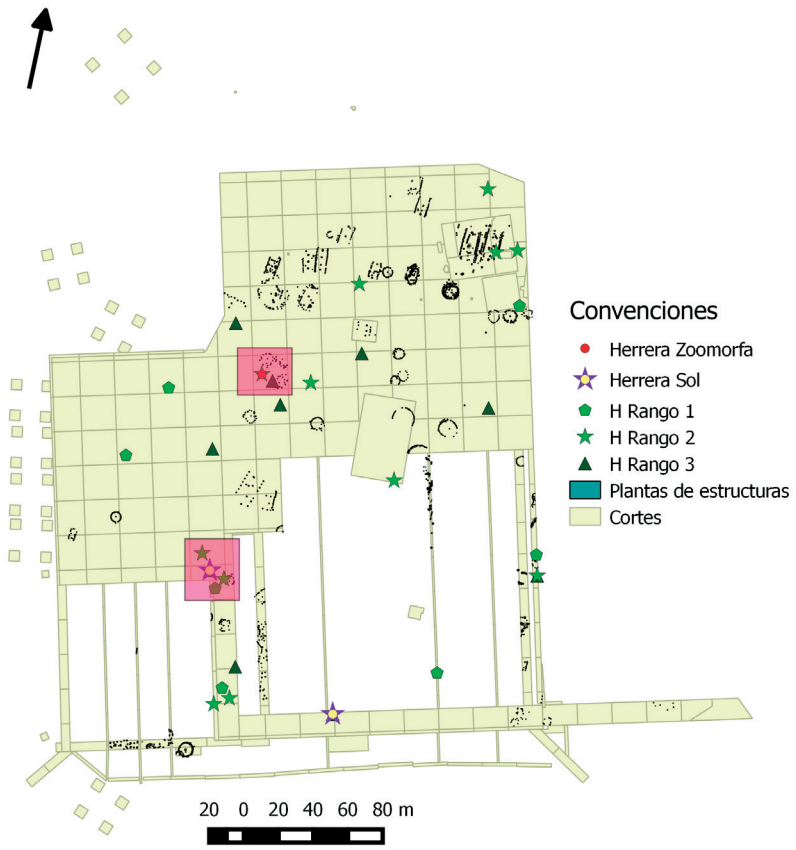 Convenciones
Herrera Zoomorfa
Herrera Sol
H Rango 1
H Rango 2
H Rango 3
Plantas de estructuras
Cortes
20 0 20 40 60 80 m